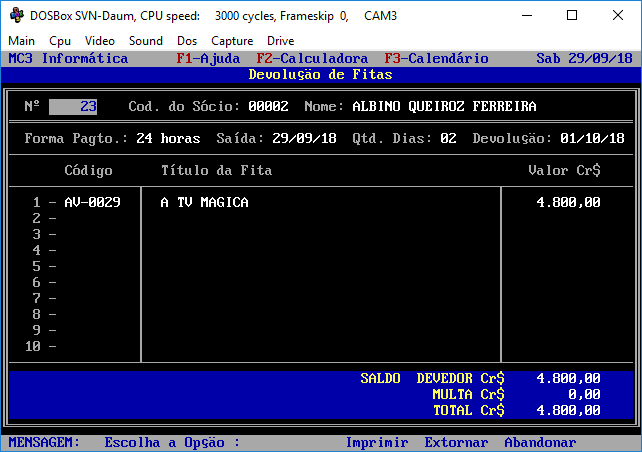 DOSBox SVN-Daum, CPU speed: 3000 cycles, Frameskip 0, CAM3
Main Cpu Video Sound Dos Capture Drive
MC3 Informática F1-Ajuda F2-Calculadora F3-Calendário Sab 29/09/18
Devolução de Fitas
Nº 23 Cod. do Sócio: 00002 Nome: ALBINO QUEIROZ FERREIRA
Forma Pagto.: 24 horas Saída: 29/09/18 Qtd. Dias: 02 Devolução: 01/10/18
Código Título da Fita Valor Cr$
1 - AV-0029 A TV MAGICA 4.800,00
2 -
3 -
4 -
5 -
6 -
7 -
8 -
9 -
10 -
SALDO DEVEDOR Cr$ 4.800,00
MULTA Cr$ 0,00
TOTAL Cr$ 4.800,00
MENSAGEM: Escolha a Opção : Imprimir Extornar Abandonar